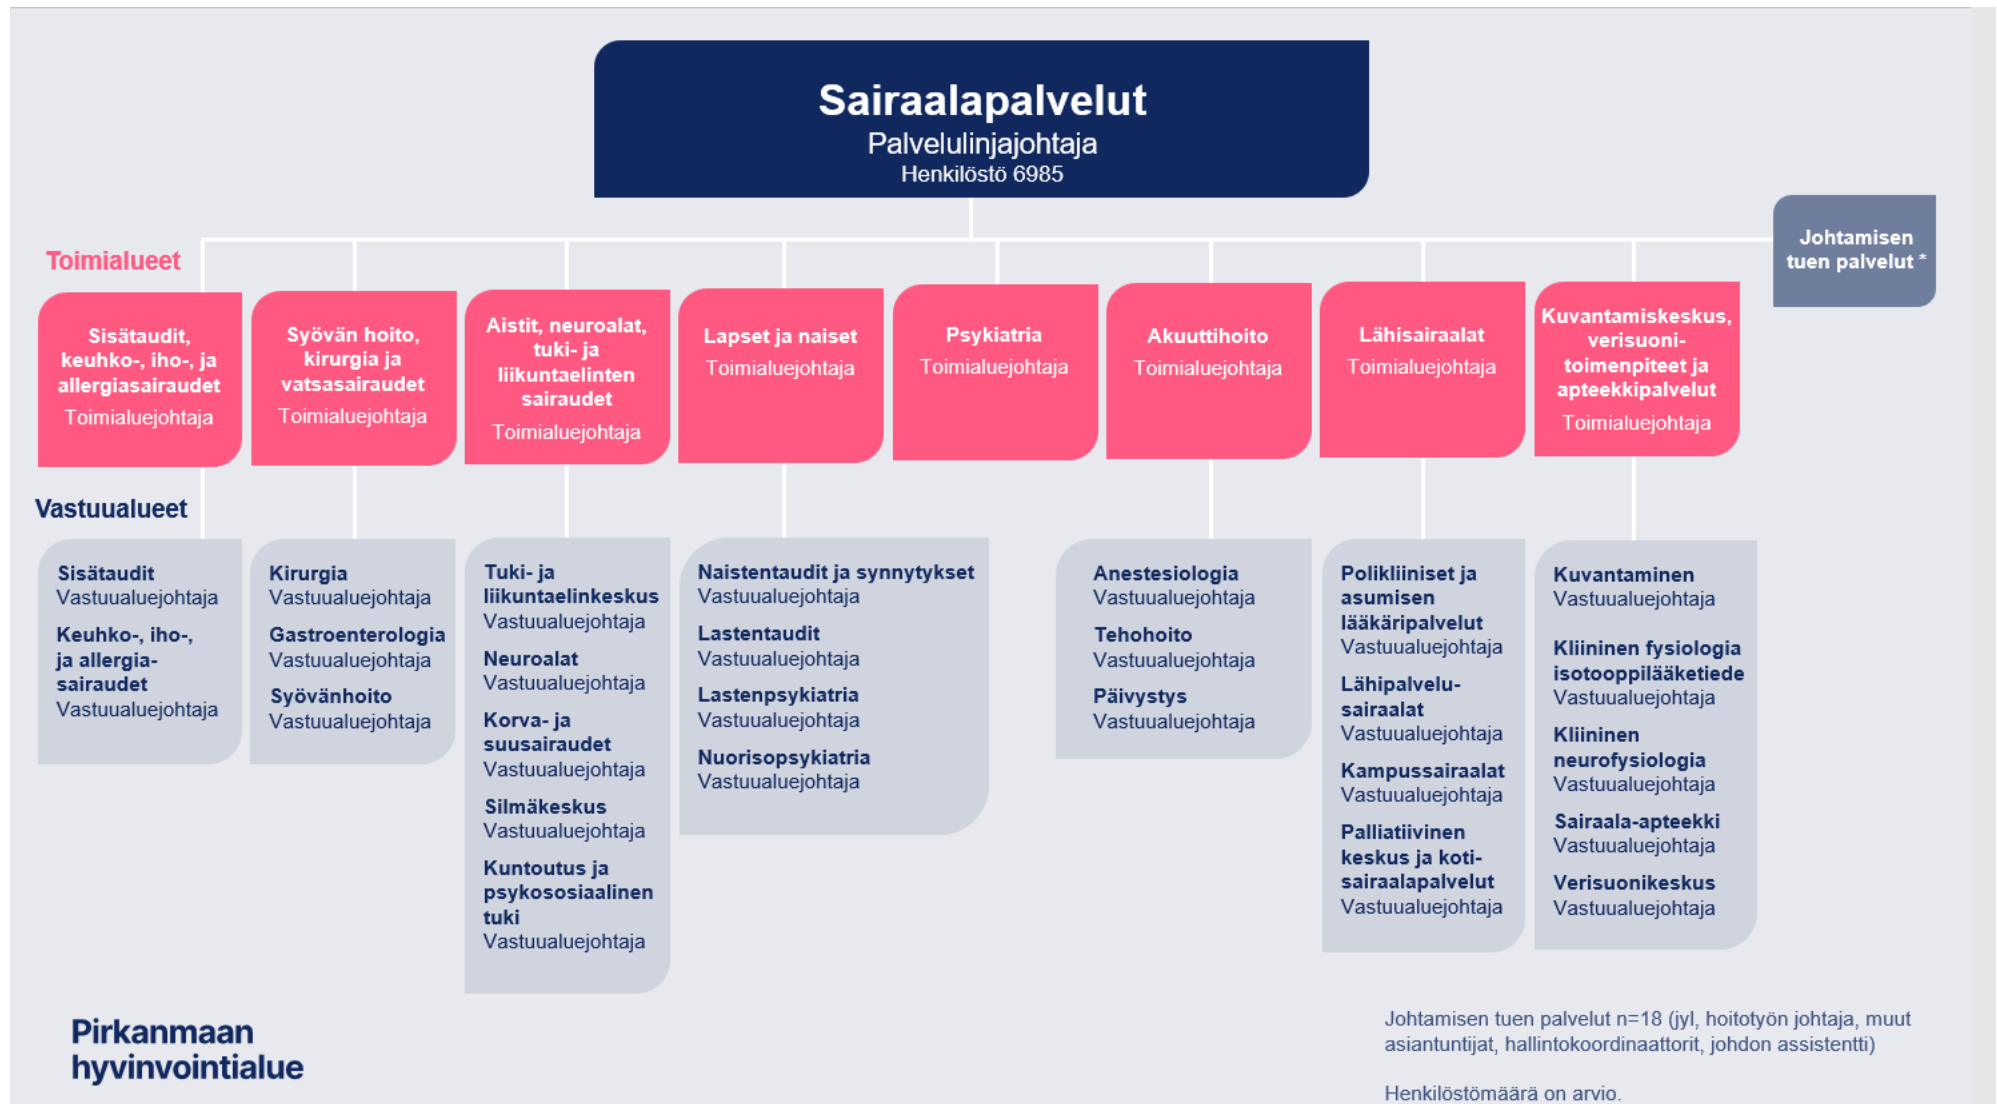 Sairaalapalvelut
Palvelulinjajohtaja
Henkilöstö 6985
Johtamisen
tuen palvelut *
Toimialueet
Sisätaudit,
keuhko-, iho-, ja
allergiasairaudet
Toimialuejohtaja
Syövän hoito,
kirurgia ja
vatsasairaudet
Toimialuejohtaja
Aistit, neuroalat,
tuki- ja
liikuntaelinten
sairaudet
Toimialuejohtaja
Lapset ja naiset
Toimialuejohtaja
Psykiatria
Toimialuejohtaja
Akuuttihoito
Toimialuejohtaja
Lähisairaalat
Toimialuejohtaja
Kuvantamiskeskus,
verisuoni-
toimenpiteet ja
apteekkipalvelut
Toimialuejohtaja
Vastuualueet
Sisätaudit
Vastuualuejohtaja
Keuhko-, iho-,
ja allergia-
sairaudet
Vastuualuejohtaja
Kirurgia
Vastuualuejohtaja
Gastroenterologia
Vastuualuejohtaja
Syövänhoito
Vastuualuejohtaja
Tuki- ja
liikuntaelinkeskus
Vastuualuejohtaja
Neuroalat
Vastuualuejohtaja
Korva- ja
suusairaudet
Vastuualuejohtaja
Silmäkeskus
Vastuualuejohtaja
Kuntoutus ja
psykososiaalinen
tuki
Vastuualuejohtaja
Naistentaudit ja synnytykset
Vastuualuejohtaja
Lastentaudit
Vastuualuejohtaja
Lastenpsykiatria
Vastuualuejohtaja
Nuorisopsykiatria
Vastuualuejohtaja
Anestesiologia
Vastuualuejohtaja
Tehohoito
Vastuualuejohtaja
Päivystys
Vastuualuejohtaja
Polikliiniset ja
asumisen
lääkäripalvelut
Vastuualuejohtaja
Lähipalvelu-
sairaalat
Vastuualuejohtaja
Kampussairaalat
Vastuualuejohtaja
Palliatiivinen
keskus ja koti-
sairaalapalvelut
Vastuualuejohtaja
Kuvantaminen
Vastuualuejohtaja
Kliininen fysiologia
isotooppilääketiede
Vastuualuejohtaja
Kliininen
neurofysiologia
Vastuualuejohtaja
Sairaala-apteekki
Vastuualuejohtaja
Verisuonikeskus
Vastuualuejohtaja
Pirkanmaan
hyvinvointialue
Johtamisen tuen palvelut n=18 (jyl, hoitotyön johtaja, muut
asiantuntijat, hallintokoordinaattorit, johdon assistentti)
Henkilöstömäärä on arvio.